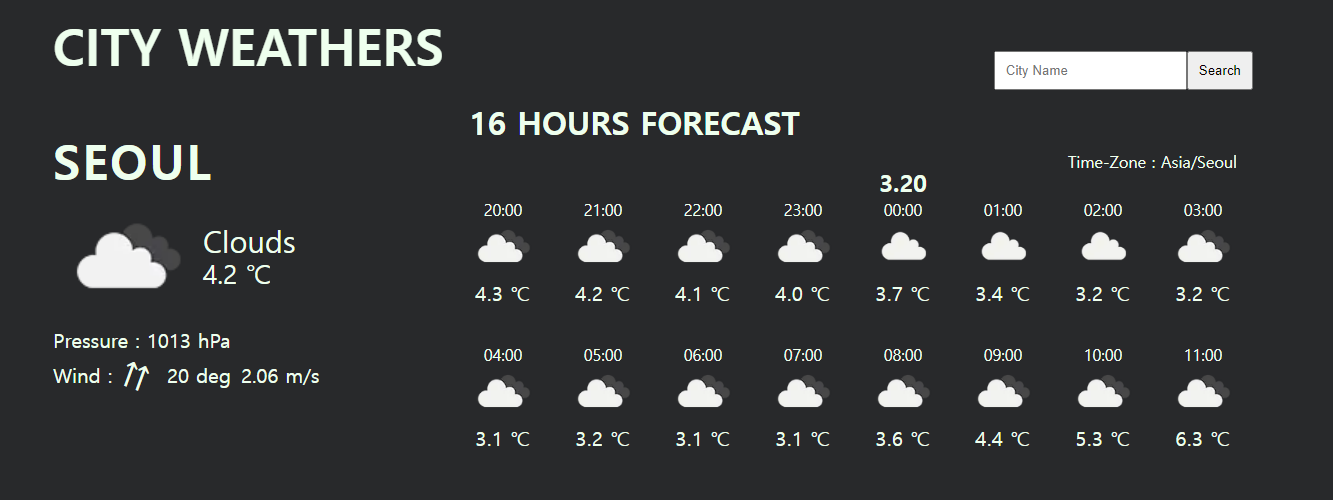 CITY WEATHERS
City Name Search
SEOUL
Clouds
4.2 ℃
Pressure : 1013 hPa
Wind : 20 deg 2.06 m/s
16 HOURS FORECAST
Time-Zone : Asia/Seoul
3.20
20:00 21:00 22:00 23:00 00:00 01:00 02:00 03:00
4.3 ℃ 4.2 ℃ 4.1 ℃ 4.0 ℃ 3.7 ℃ 3.4 ℃ 3.2 ℃ 3.2 ℃
04:00 05:00 06:00 07:00 08:00 09:00 10:00 11:00
3.1 ℃ 3.2 ℃ 3.1 ℃ 3.1 ℃ 3.6 ℃ 4.4 ℃ 5.3 ℃ 6.3 ℃